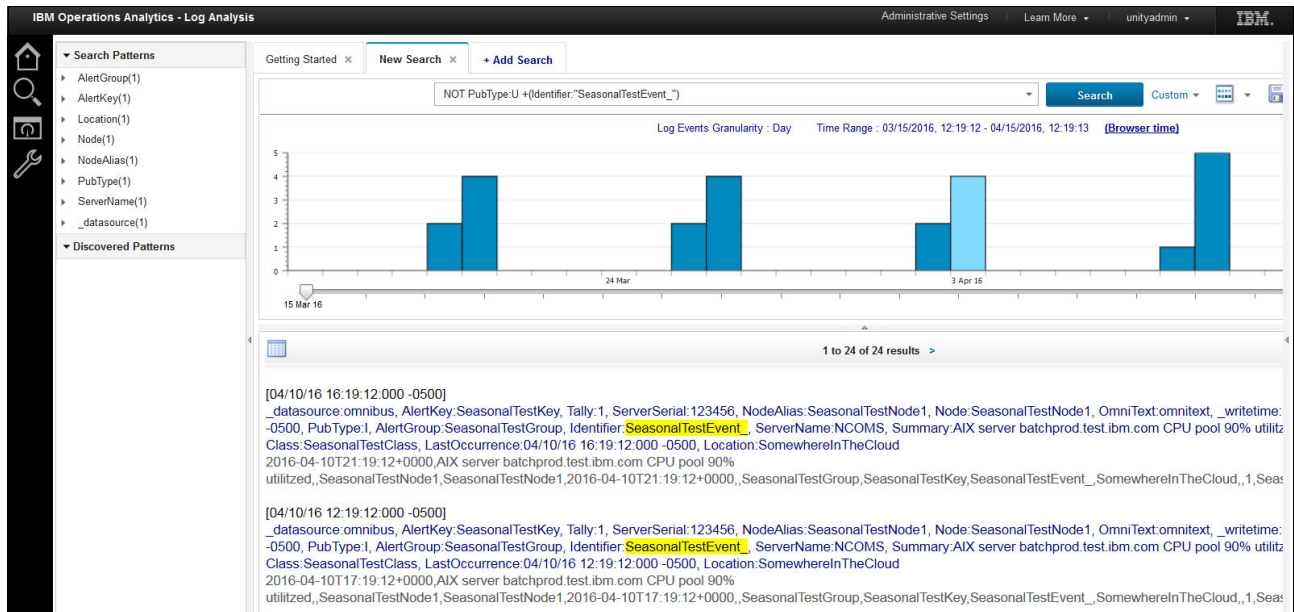 IBM Operations Analytics - Log Analysis
Administrative Settings
Learn More
unityadmin
IBM.
Search Patterns
AlertGroup(1)
AlertKey(1)
Location(1)
Node(1)
NodeAlias(1)
PubType(1)
ServerName(1)
_datasource(1)
Discovered Patterns
Getting Started
New Search
+ Add Search
NOT PubType:U +(Identifier:"SeasonalTestEvent_")
Search
Custom
Log Events Granularity : Day
Time Range : 03/15/2016, 12:19:12 - 04/15/2016, 12:19:13
(Browser time)
5
4
3
2
1
0
24 Mar
3 Apr 16
15 Mar 16
1 to 24 of 24 results >
[04/10/16 16:19:12:000 -0500]
_datasource:omnibus, AlertKey:SeasonalTestKey, Tally:1, ServerSerial:123456, NodeAlias:SeasonalTestNode1, Node:SeasonalTestNode1, OmniText:omnitext, _writetime:
-0500, PubType:I, AlertGroup:SeasonalTestGroup, Identifier:SeasonalTestEvent_, ServerName:NCOMS, Summary:AIX server batchprod.test.ibm.com CPU pool 90% utilitz
Class:SeasonalTestClass, LastOccurrence:04/10/16 16:19:12:000 -0500, Location:SomewhereInTheCloud
2016-04-10T21:19:12+0000,AIX server batchprod.test.ibm.com CPU pool 90%
utilitzed,,SeasonalTestNode1,SeasonalTestNode1,2016-04-10T21:19:12+0000,,SeasonalTestGroup,SeasonalTestKey,SeasonalTestEvent_,SomewhereInTheCloud,,1,Seas
[04/10/16 12:19:12:000 -0500]
_datasource:omnibus, AlertKey:SeasonalTestKey, Tally:1, ServerSerial:123456, NodeAlias:SeasonalTestNode1, Node:SeasonalTestNode1, OmniText:omnitext, _writetime:
-0500, PubType:I, AlertGroup:SeasonalTestGroup, Identifier:SeasonalTestEvent_, ServerName:NCOMS, Summary:AIX server batchprod.test.ibm.com CPU pool 90% utilitz
Class:SeasonalTestClass, LastOccurrence:04/10/16 12:19:12:000 -0500, Location:SomewhereInTheCloud
2016-04-10T17:19:12+0000,AIX server batchprod.test.ibm.com CPU pool 90%
utilitzed,,SeasonalTestNode1,SeasonalTestNode1,2016-04-10T17:19:12+0000,,SeasonalTestGroup,SeasonalTestKey,SeasonalTestEvent_,SomewhereInTheCloud,,1,Seas